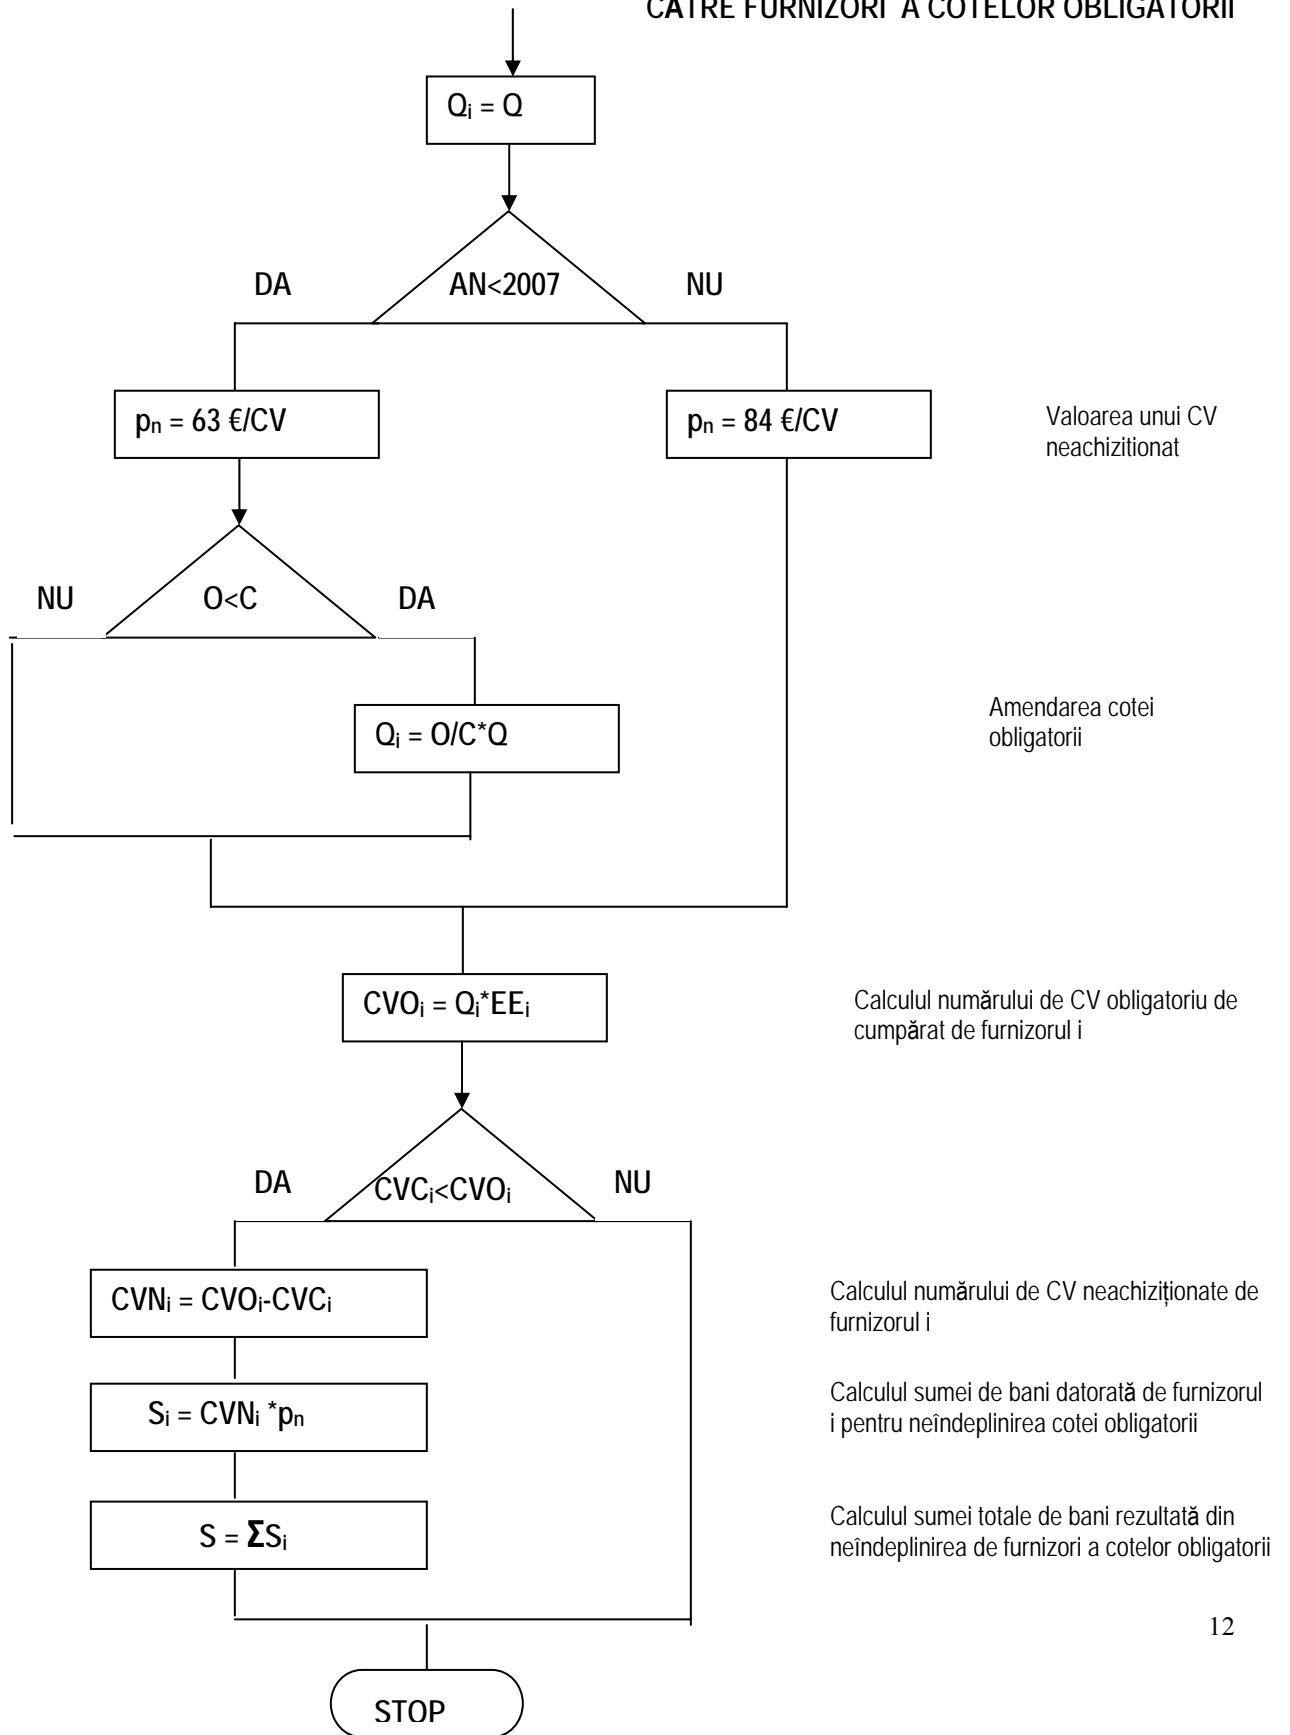 CĂTRE FURNIZORI A COTELOR OBLIGATORII
Qi = Q
DA AN<2007 NU
pn = 63 €/CV
pn = 84 €/CV
Valoarea unui CV
neachizitionat
NU O<C DA
Qi = O/C*Q
Amendarea cotei
obligatorii
CVOi = Qi*EEi
Calculul numărului de CV obligatoriu de
cumpărat de furnizorul i
DA CVCi<CVOi NU
CVNi = CVOi-CVCi
Calculul numărului de CV neachiziționate de
furnizorul i
Si = CVNi *pn
Calculul sumei de bani datorată de furnizorul
i pentru neîndeplinirea cotei obligatorii
S = ΣSi
Calculul sumei totale de bani rezultată din
neîndeplinirea de furnizori a cotelor obligatorii
12
STOP